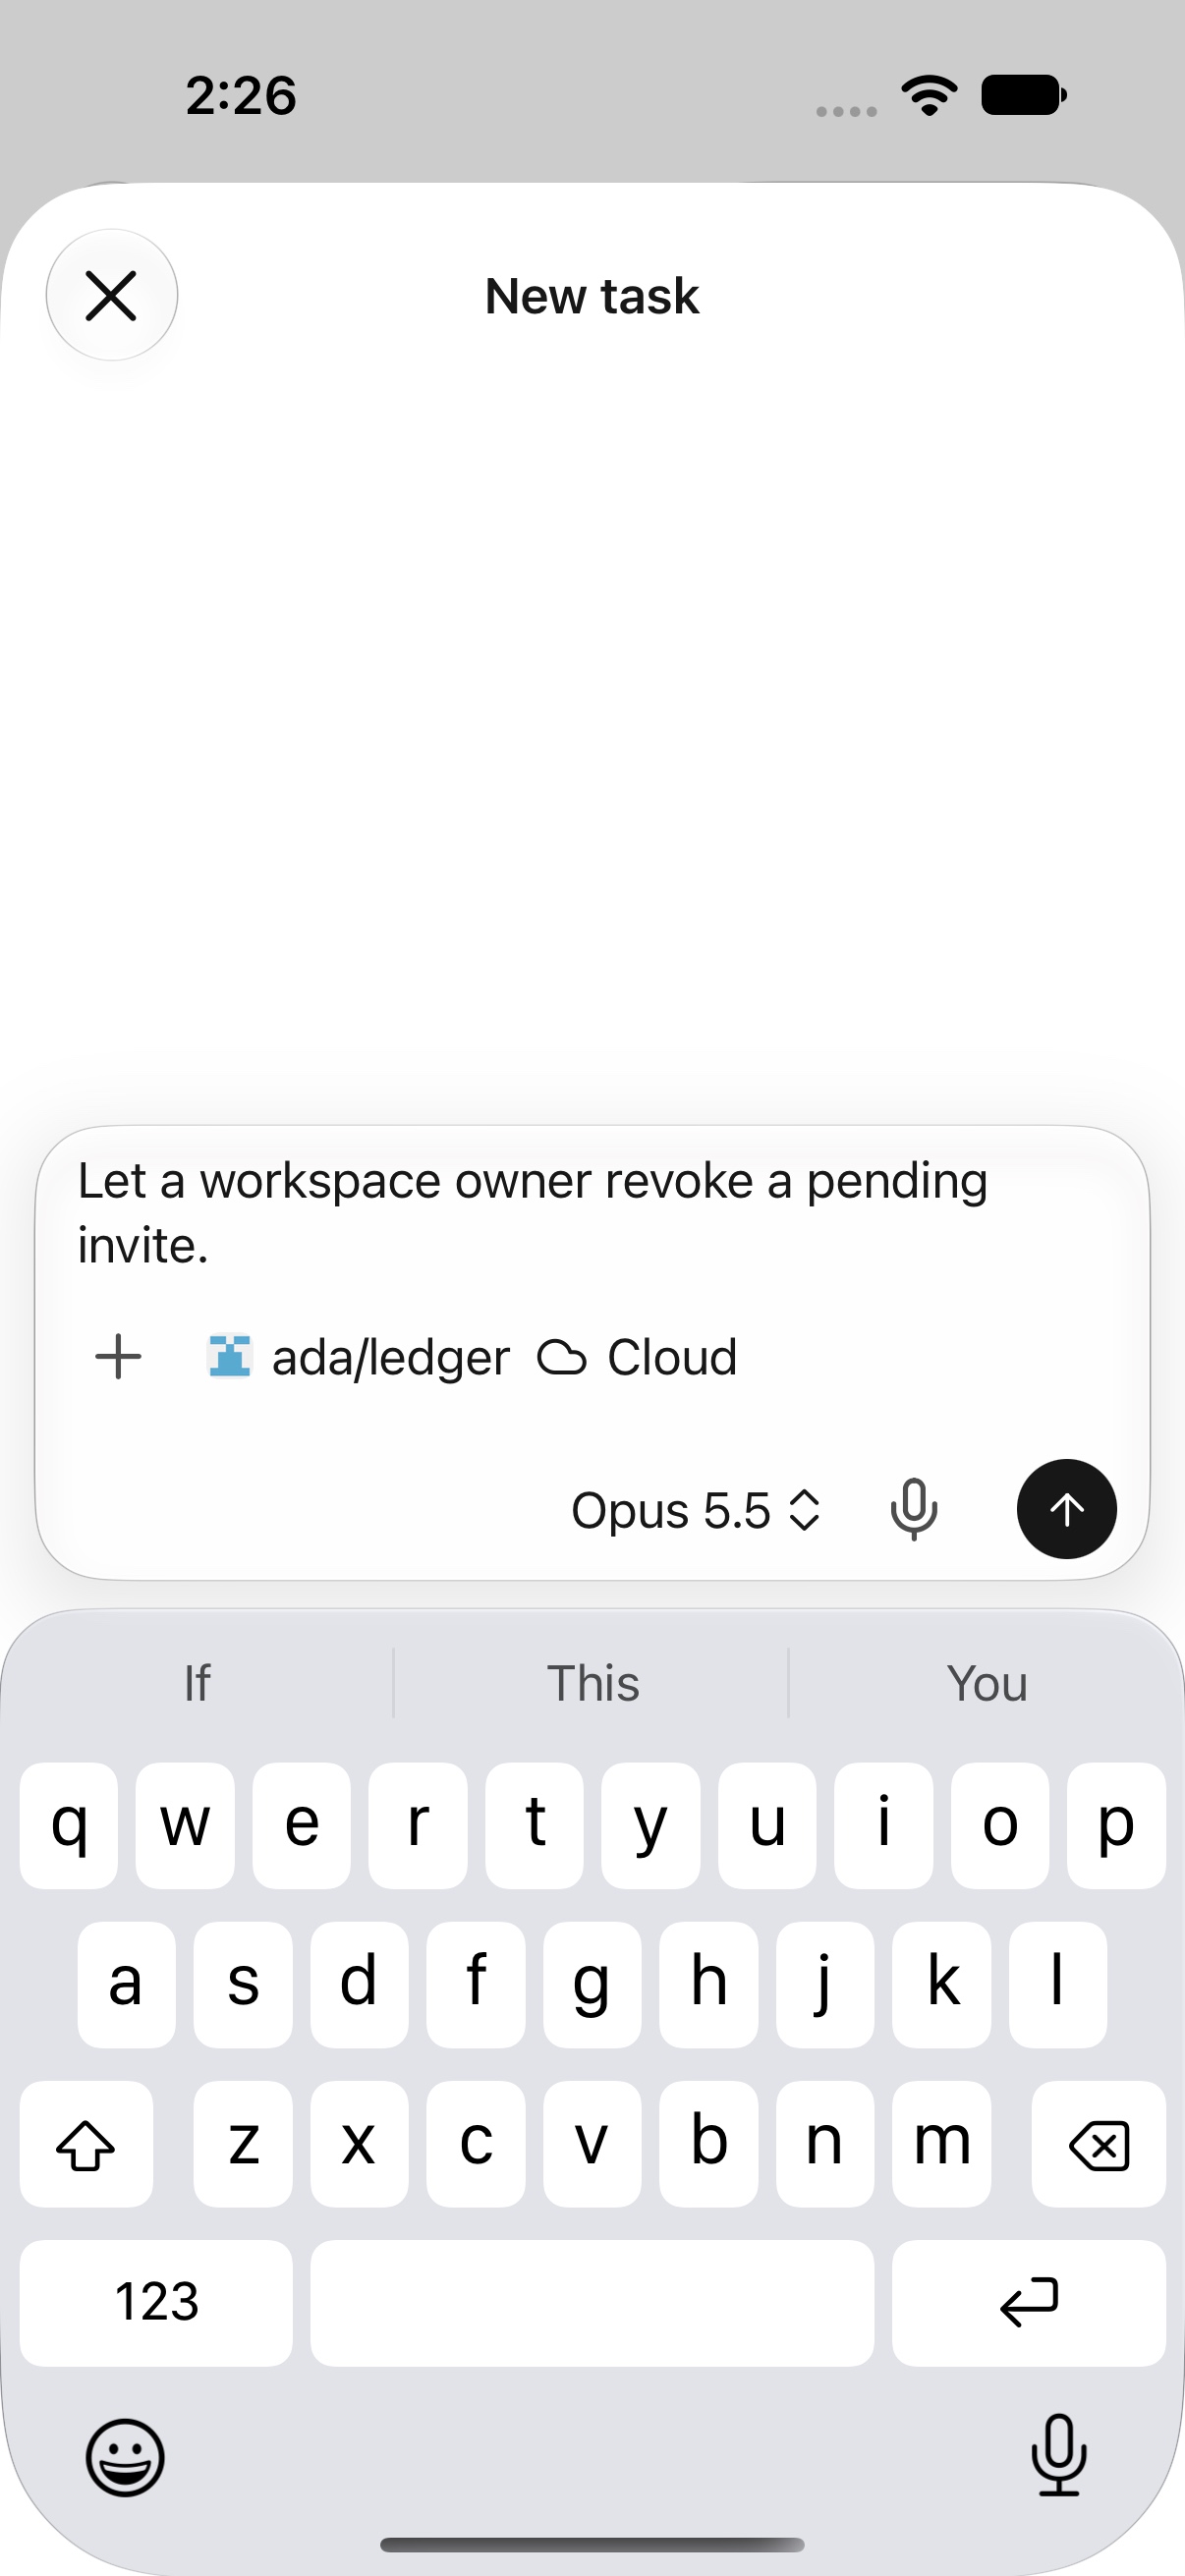 2:26
New task
Let a workspace owner revoke a pending
invite.
ada/ledger Cloud
Opus 5.5
If This You
q w e r t y u i o p
a s d f g h j k l
z x c v b n m
123